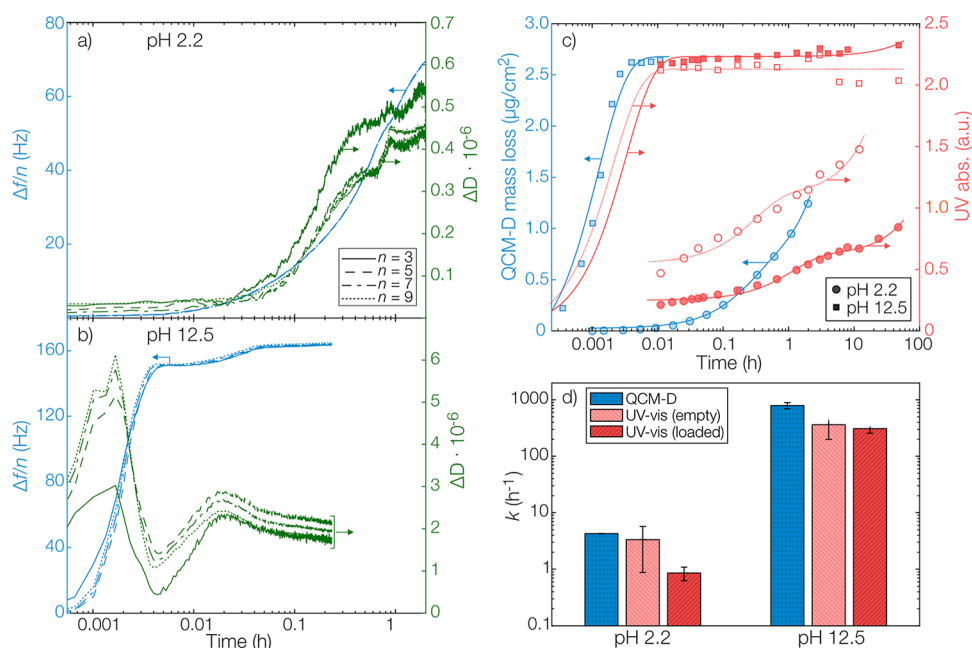 a) pH 2.2
80
60
40
20
Δf/n (Hz)
0.7
0.6
0.5
0.4
0.3
0.2
0.1
0
ΔD · 10-6
n = 3
n = 5
n = 7
n = 9
b) pH 12.5
160
120
80
60
40
0
Δf/n (Hz)
6
5
4
3
2
1
0
ΔD · 10-6
0.001 0.01 0.1 1
Time (h)
c)
3.0
2.5
2.0
1.5
1.0
0.5
0
QCM-D mass loss (µg/cm2)
2.5
2.0
1.5
1.0
0.5
0
UV abs. (a.u.)
pH 2.2
pH 12.5
0.001 0.01 0.1 1 10 100
Time (h)
d)
QCM-D
UV-vis (empty)
UV-vis (loaded)
1000
100
10
1
0.1
k (h-1)
pH 2.2 pH 12.5